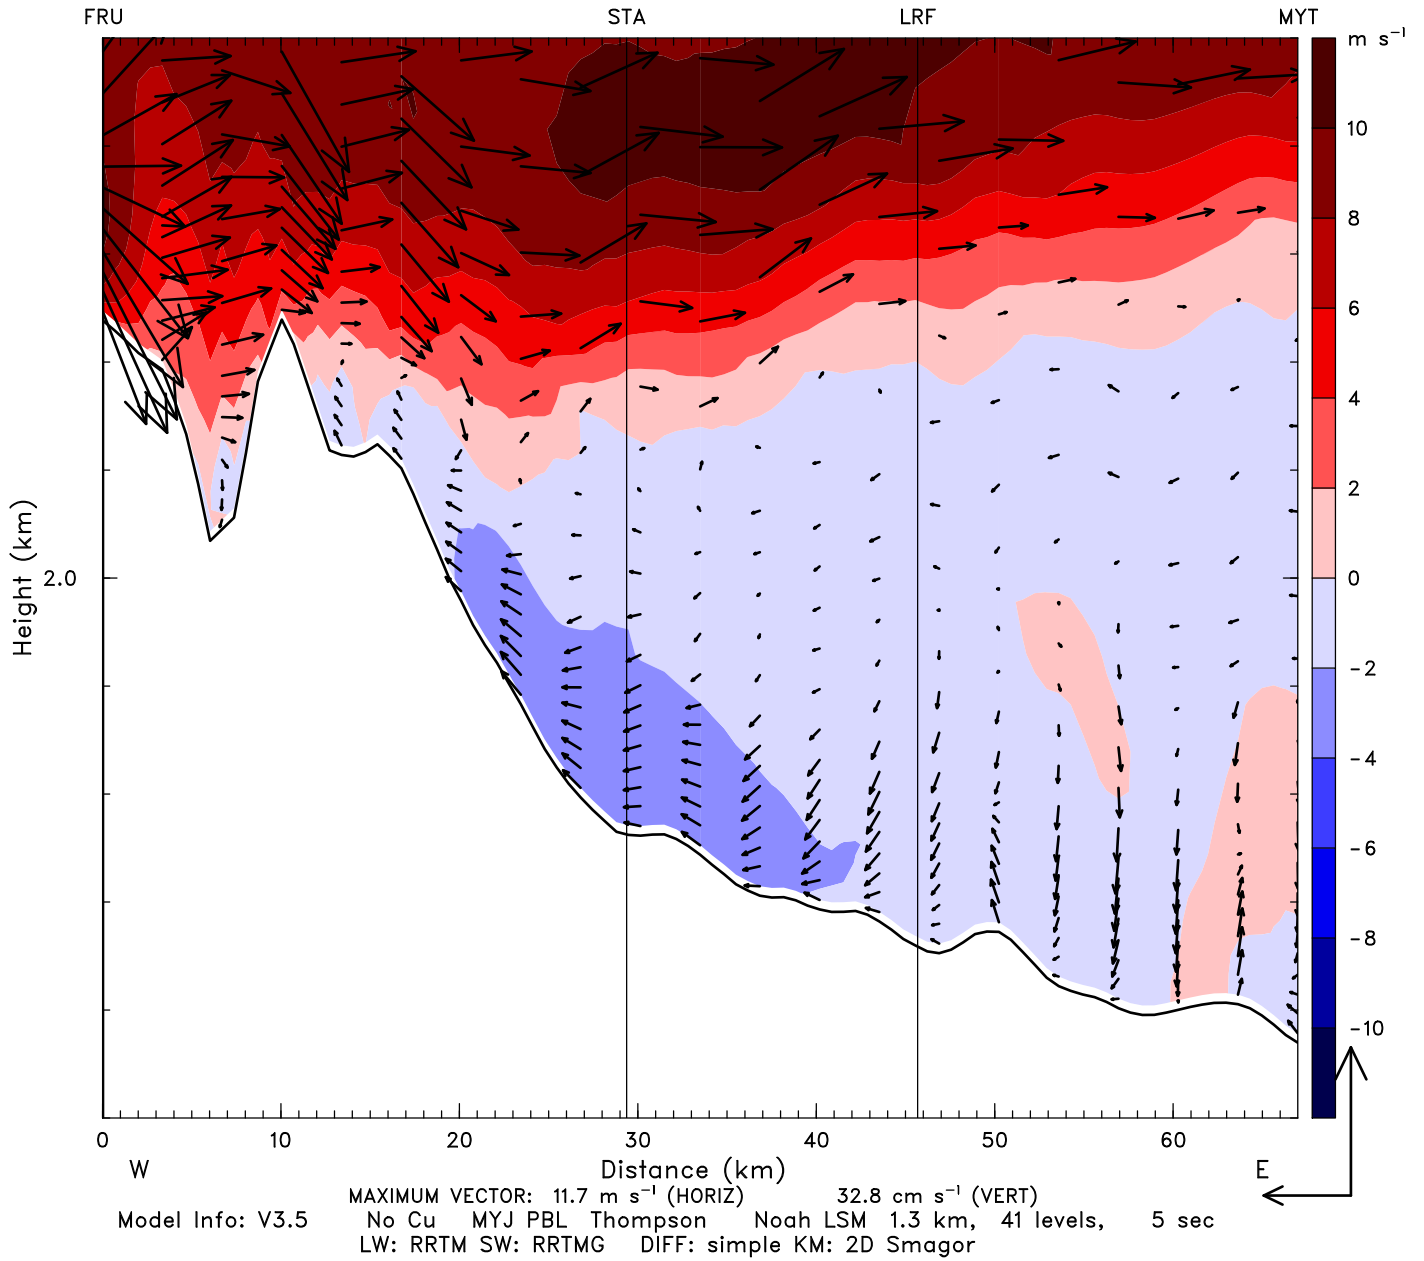 FRU STA LRF MYT
m s⁻¹
10
8
6
4
2
0
-2
-4
-6
-8
-10
Height (km)
2.0
0 10 20 30 40 50 60
W Distance (km) E
MAXIMUM VECTOR: 11.7 m s⁻¹ (HORIZ) 32.8 cm s⁻¹ (VERT)
Model Info: V3.5 No Cu MYJ PBL Thompson Noah LSM 1.3 km, 41 levels, 5 sec
LW: RRTM SW: RRTMG DIFF: simple KM: 2D Smagor